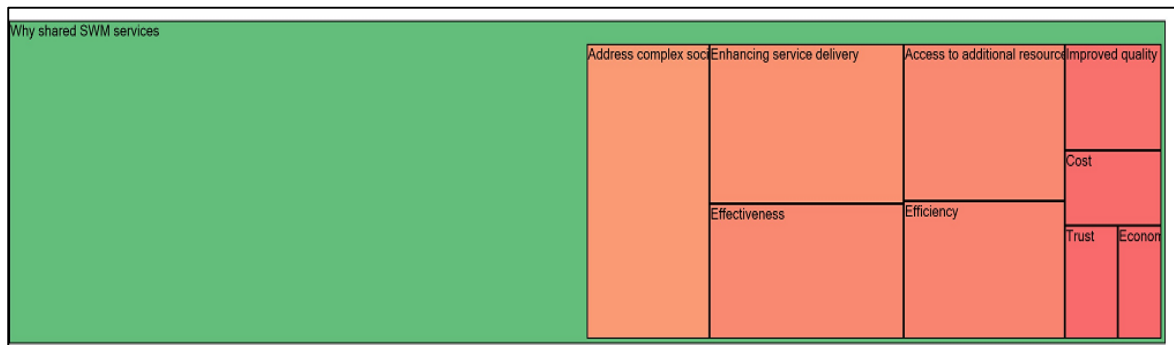 Why shared SWM services
Address complex soci
Enhancing service delivery
Access to additional resource
Improved quality
Cost
Effectiveness
Efficiency
Trust
Econom